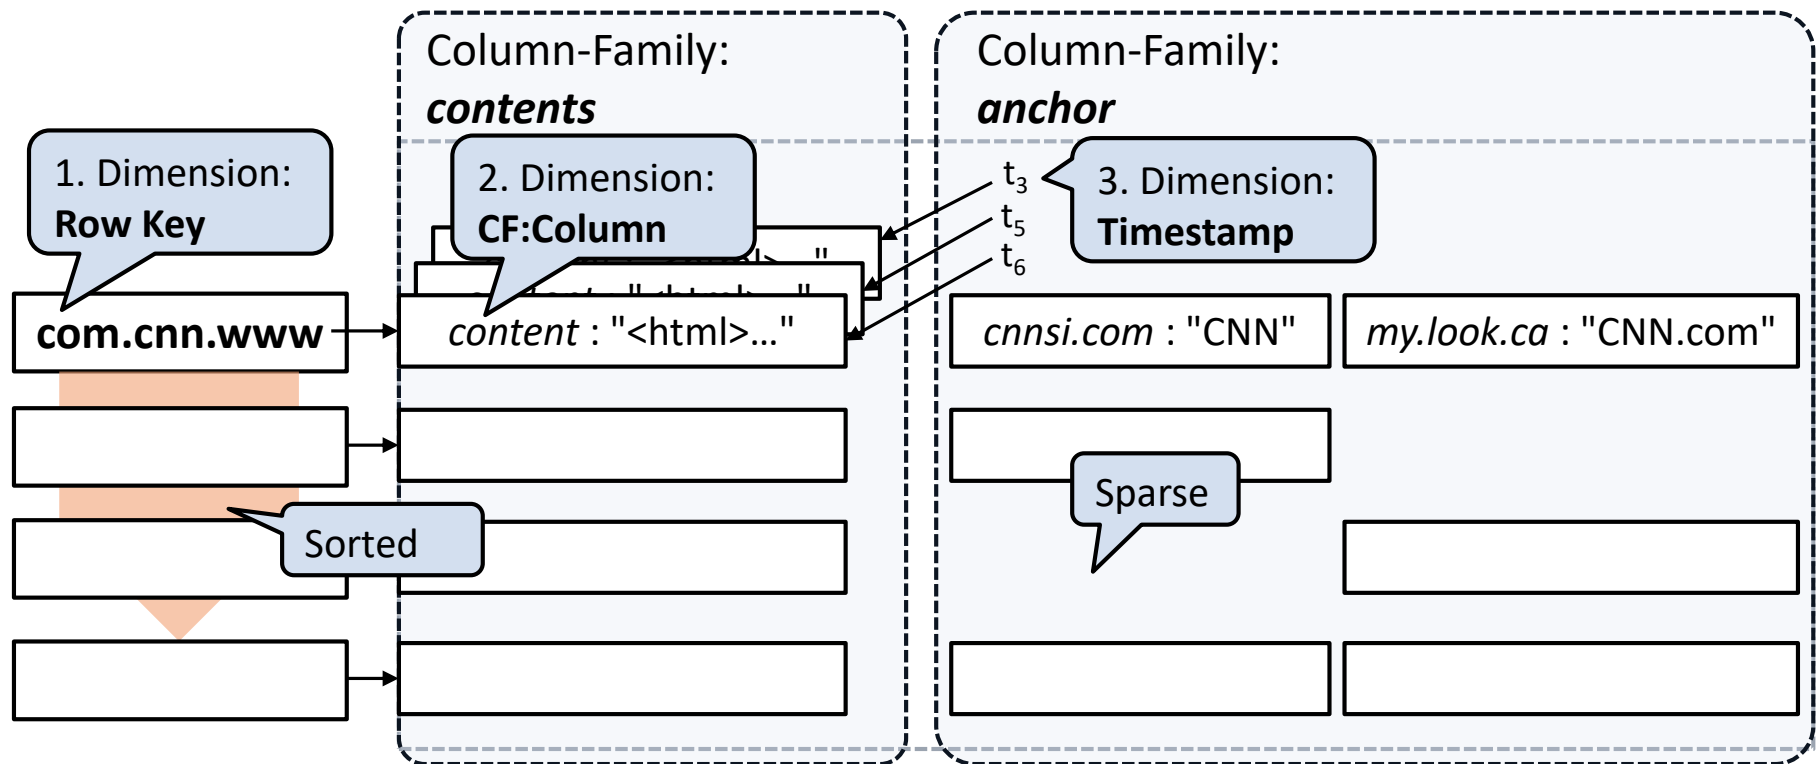 Column-Family:
contents
Column-Family:
anchor
1. Dimension:
Row Key
2. Dimension:
CF:Column
3. Dimension:
Timestamp
t₃
t₅
t₆
com.cnn.www
content : "<html>..."
cnnsi.com : "CNN"
my.look.ca : "CNN.com"
Sparse
Sorted